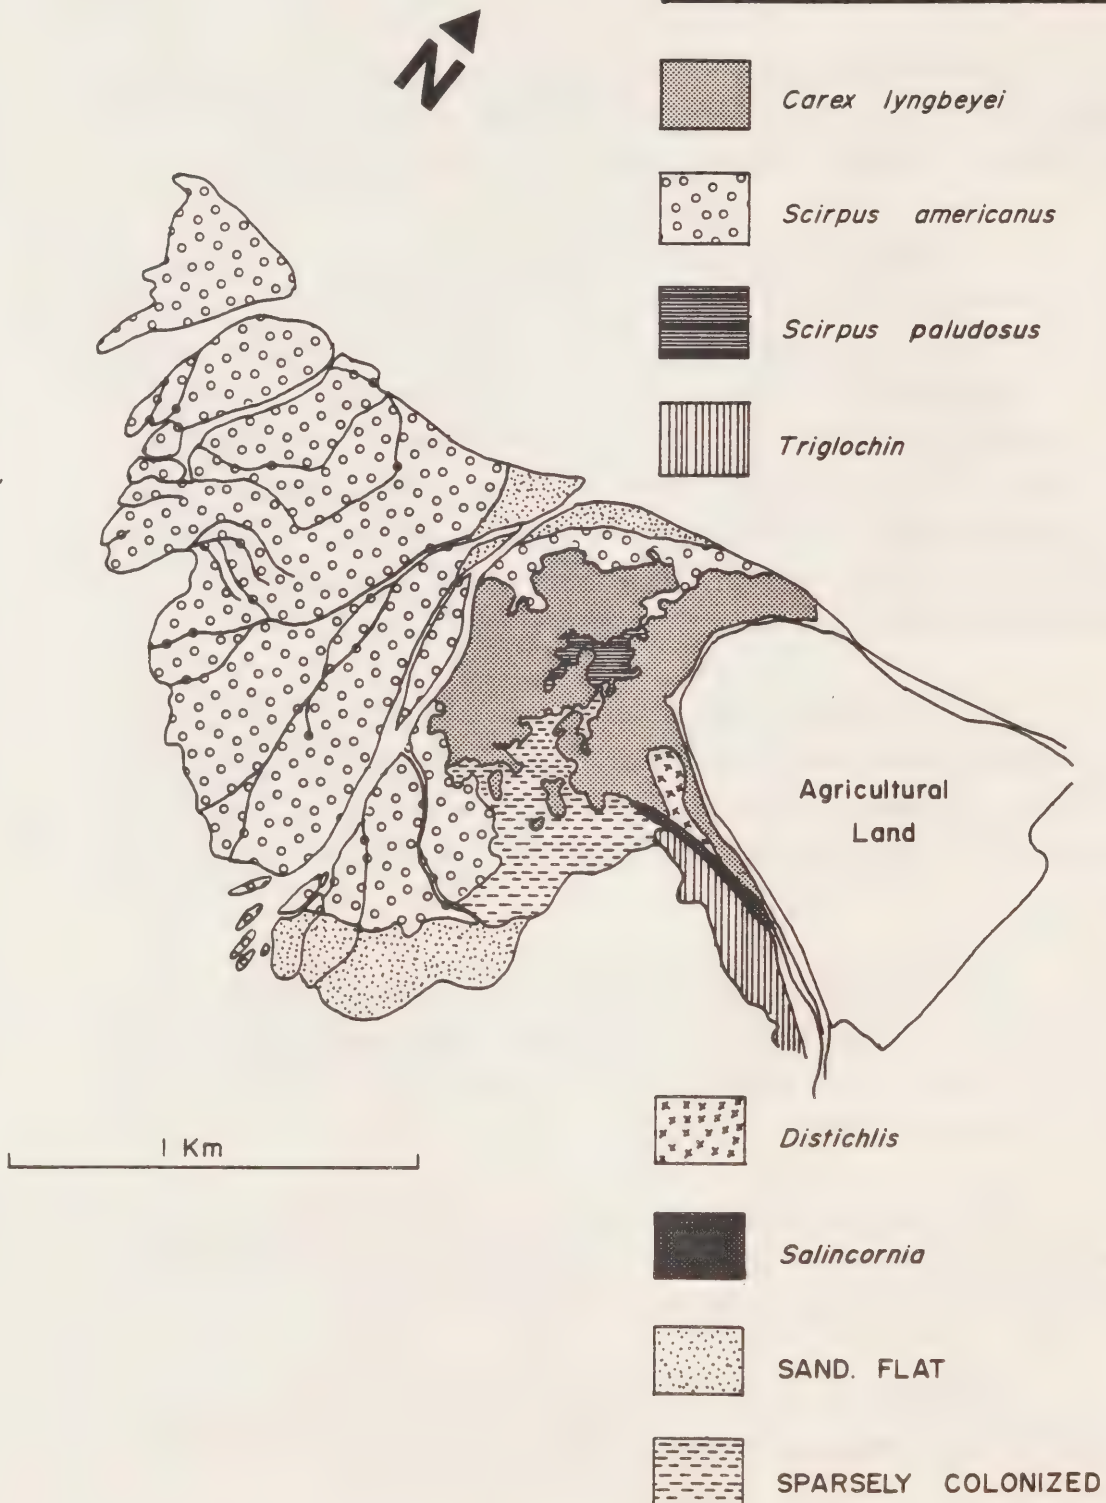 N
Carex lyngbeyei
Scirpus americanus
Scirpus paludosus
Triglochin
Agricultural
Land
1 Km
Distichlis
Salincornia
SAND. FLAT
SPARSELY COLONIZED